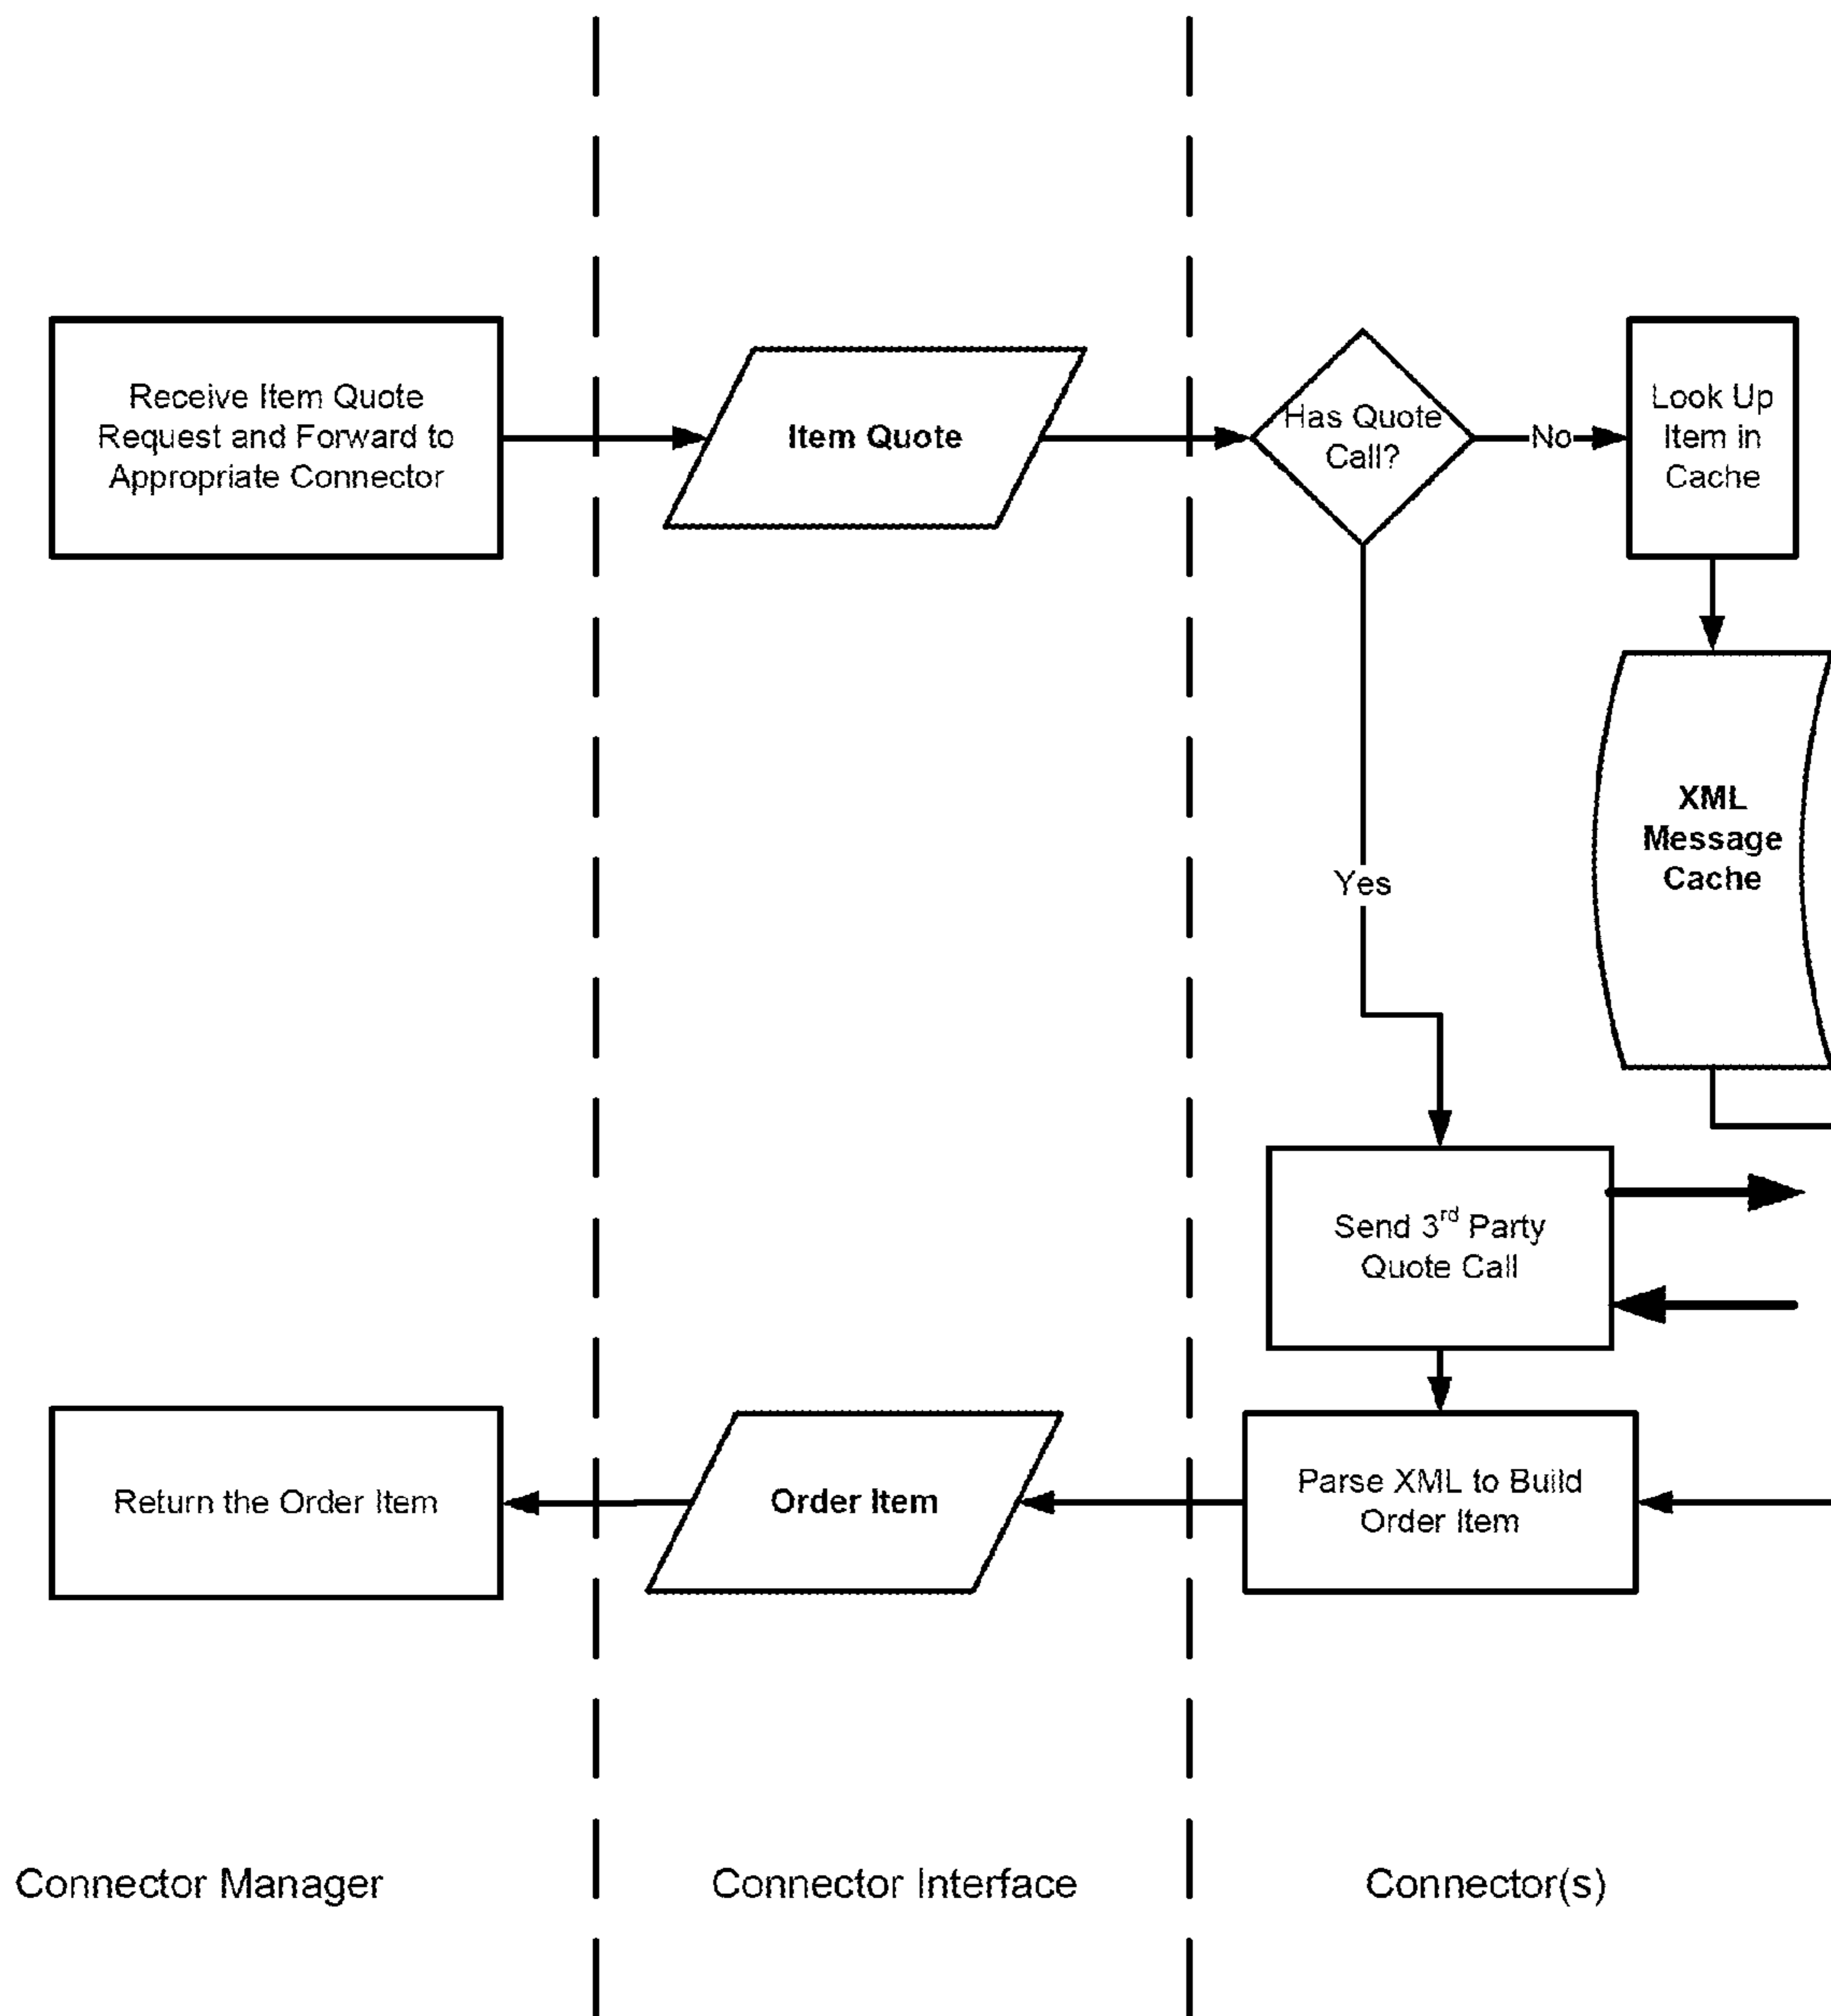 Receive Item Quote
Request and Forward to
Appropriate Connector
Item Quote
Has Quote
Call?
No
Look Up
Item in
Cache
XML
Message
Cache
Yes
Send 3rd Party
Quote Call
Return the Order Item
Order Item
Parse XML to Build
Order Item
Connector Manager
Connector Interface
Connector(s)